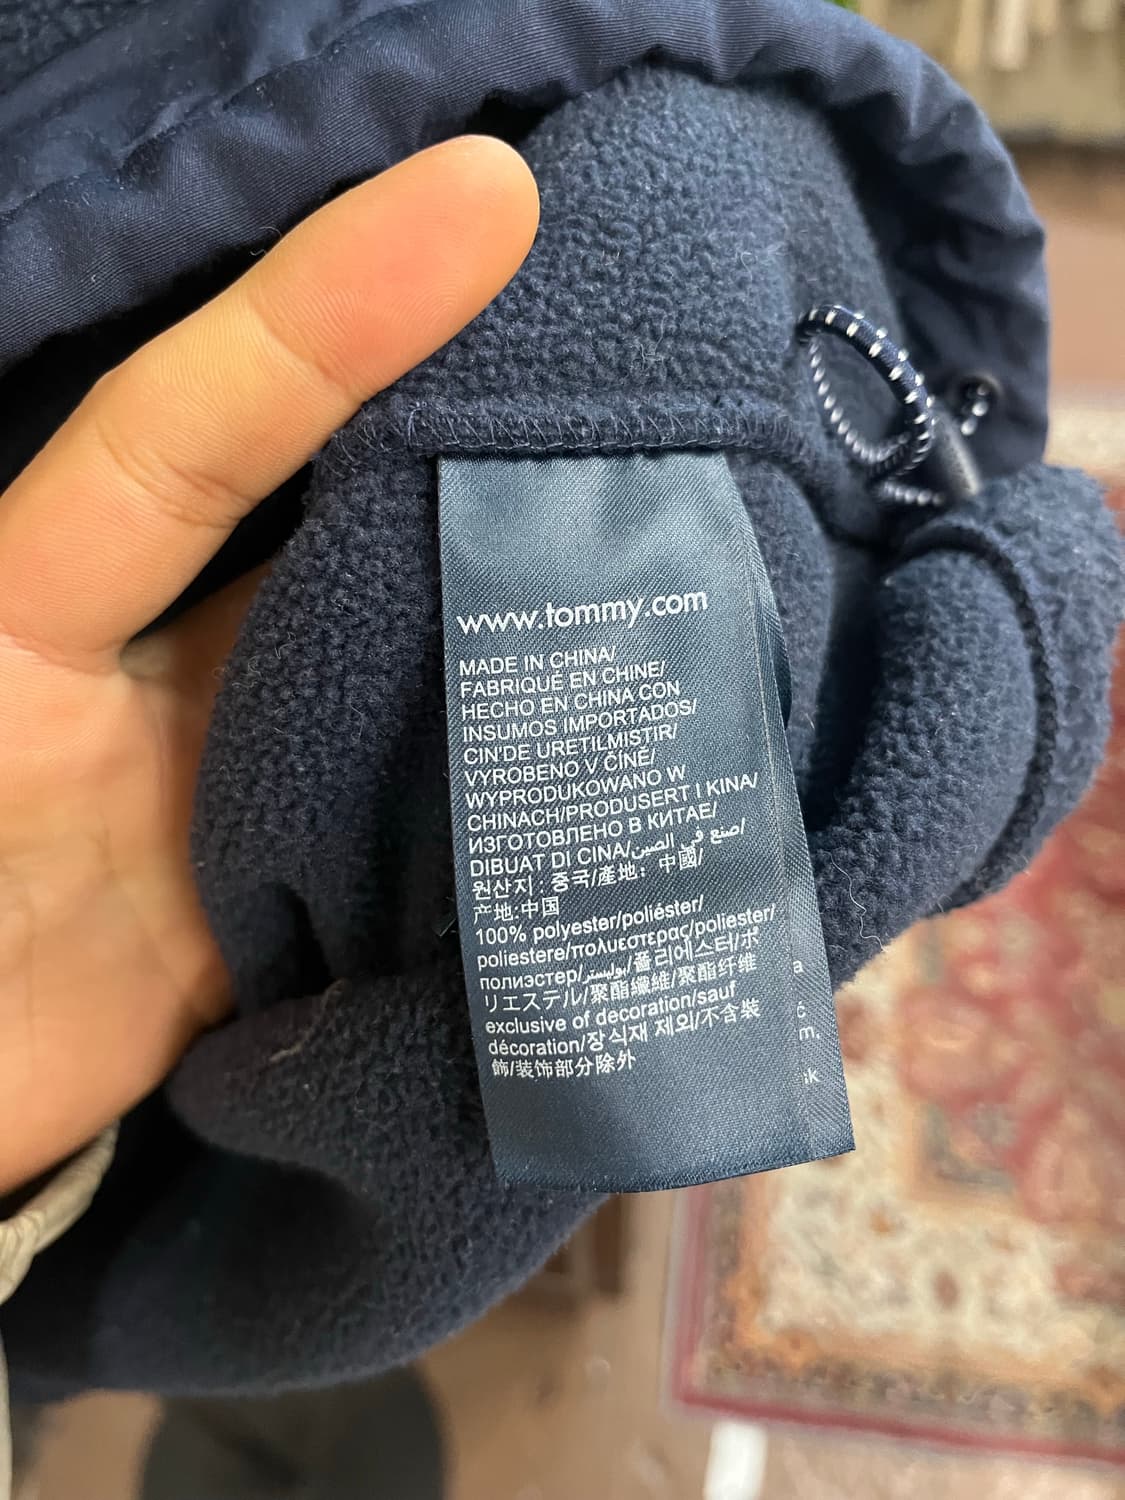 www.tommy.com
MADE IN CHINA/
FABRIQUÉ EN CHINE/
HECHO EN CHINA CON
INSUMOS IMPORTADOS/
CIN'DE URETILMISTIR/
VYROBENO V ČÍNĚ/
WYPRODUKOWANO W
CHINACH/PRODUSERT I KINA/
ИЗГОТОВЛЕНО В КИТАЕ/
DIBUAT DI CINA/صنع في الصين/
원산지: 중국/產地: 中國/
产地:中国
100% polyester/poliéster/
poliestere/πολυεστερας/poliester/
полиэстер/بوليستر/폴리에스터/ポ
リエステル/聚酯纖維/聚酯纤维
exclusive of decoration/sauf
décoration/장식재 제외/不含裝
飾/装饰部分除外
a
é
m,
ık